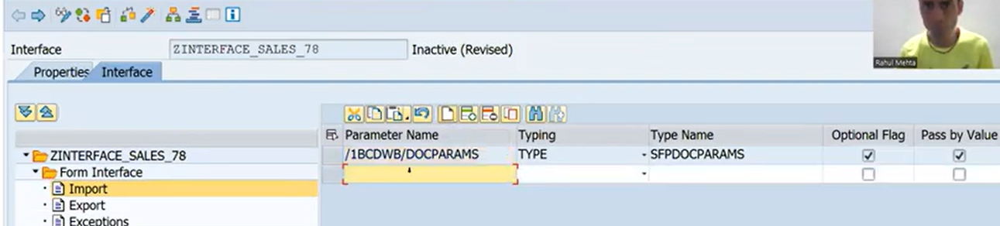 Interface ZINTERFACE_SALES_78 Inactive (Revised)
Rahul Mehta
Properties Interface
Parameter Name Typing Type Name Optional Flag Pass by Value
/1BCDWB/DOCPARAMS TYPE SFPDOCPARAMS
ZINTERFACE_SALES_78
Form Interface
Import
Export
Exceptions